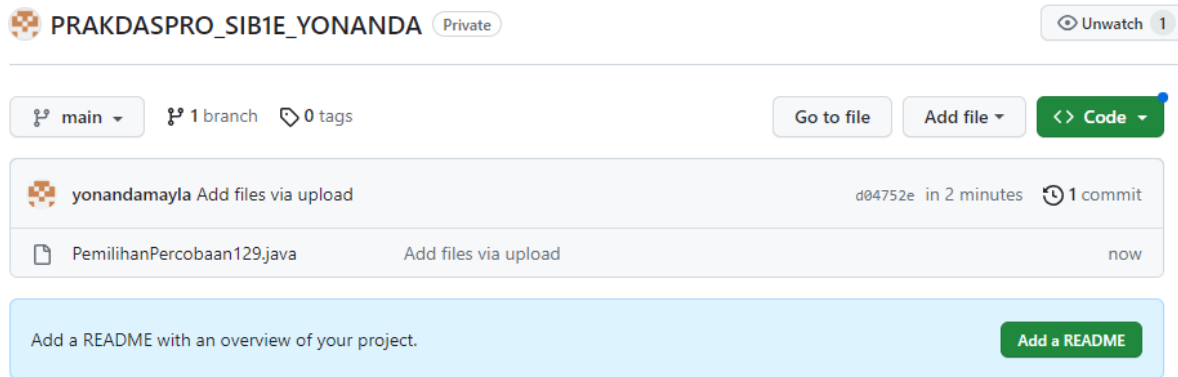 PRAKDASPRO_SIB1E_YONANDA Private Unwatch 1
main 1 branch 0 tags Go to file Add file <> Code
yonandamayla Add files via upload d04752e in 2 minutes 1 commit
PemilihanPercobaan129.java Add files via upload now
Add a README with an overview of your project. Add a README